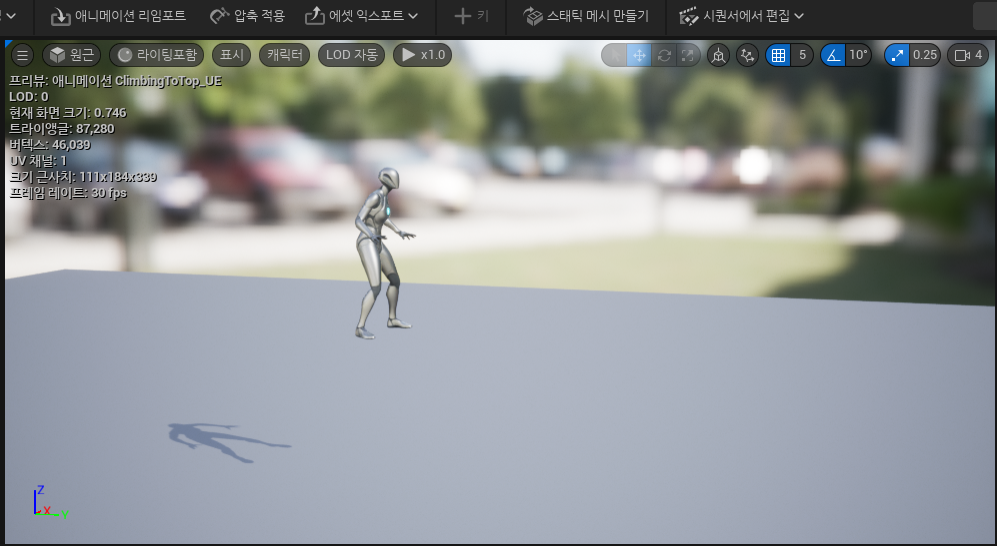 애니메이션 리임포트 압축 적용 에셋 익스포트 키 스태틱 메시 만들기 시퀀서에서 편집
원근 라이팅포함 표시 캐릭터 LOD 자동 x1.0 5 10° 0.25 4
프리뷰: 애니메이션 ClimbingToTop_UE
LOD: 0
현재 화면 크기: 0.746
트라이앵글: 87,280
버텍스: 46,039
UV 채널: 1
크기 근사치: 111x184x339
프레임 레이트: 30 fps
Z
X
Y